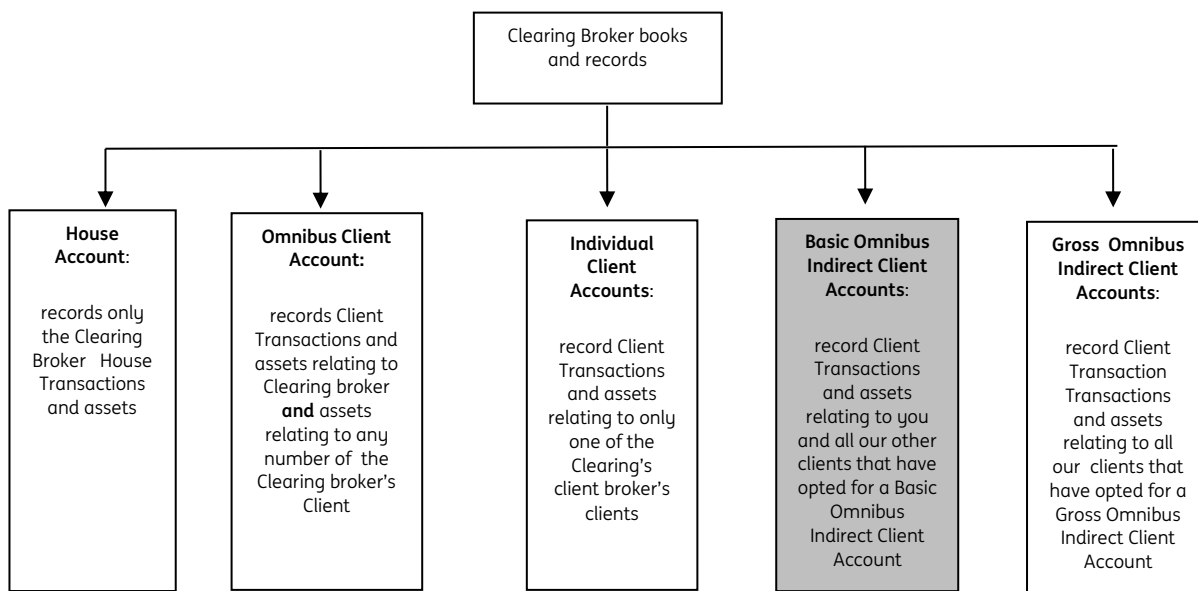 Clearing Broker books
and records
House
Account:
records only
the Clearing
Broker House
Transactions
and assets
Omnibus Client
Account:
records Client
Transactions and
assets relating to
Clearing broker
and assets
relating to any
number of the
Clearing broker's
Client
Individual
Client
Accounts:
record Client
Transactions
and assets
relating to only
one of the
Clearing's
client broker's
clients
Basic Omnibus
Indirect Client
Accounts:
record Client
Transactions
and assets
relating to you
and all our other
clients that have
opted for a Basic
Omnibus
Indirect Client
Account
Gross Omnibus
Indirect Client
Accounts:
record Client
Transaction
Transactions
and assets
relating to all
our clients that
have opted for a
Gross Omnibus
Indirect Client
Account